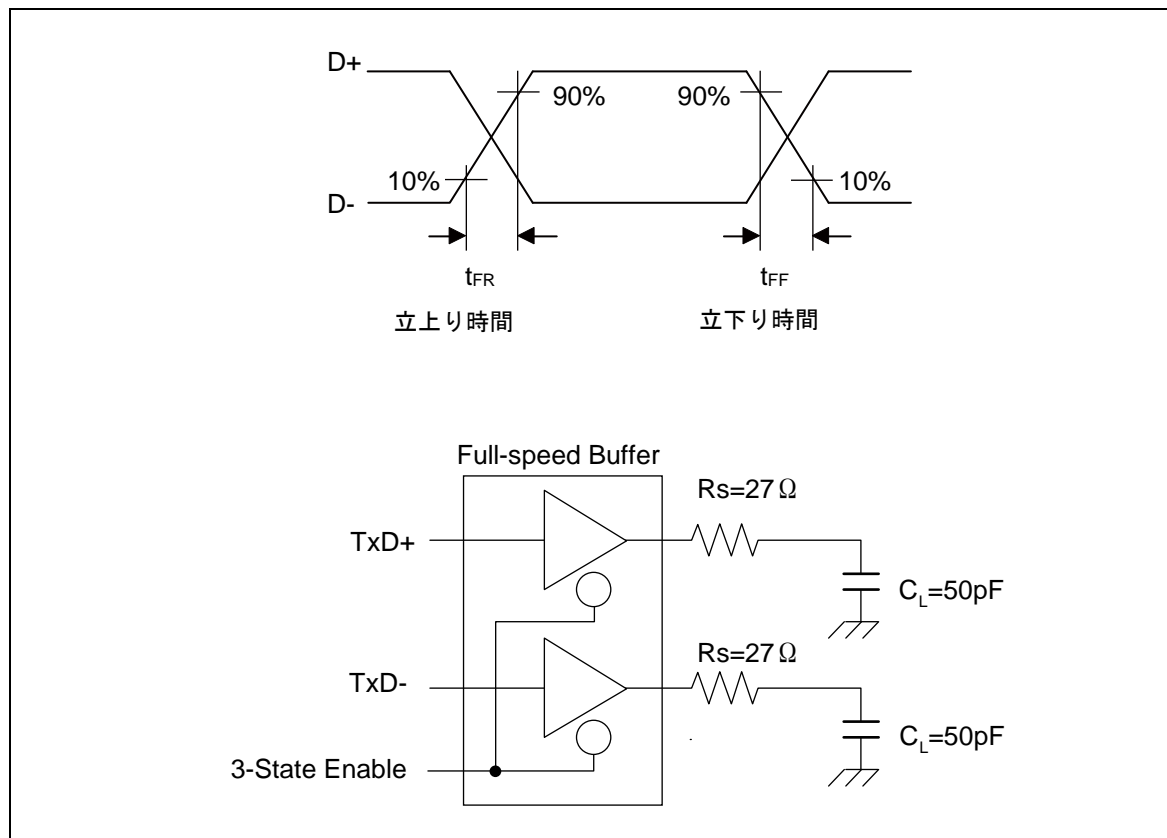 D+
90%
90%
10%
10%
D-
tFR
tFF
立上り時間
立下り時間
Full-speed Buffer
Rs=27Ω
TxD+
CL=50pF
Rs=27Ω
TxD-
CL=50pF
3-State Enable